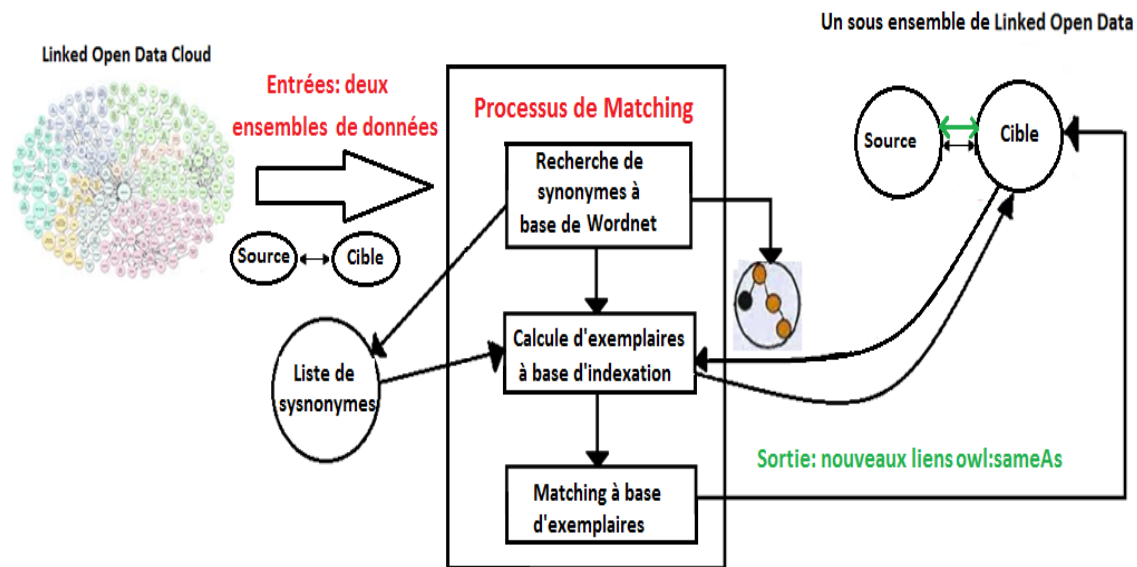 Un sous ensemble de Linked Open Data
Linked Open Data Cloud
Entrées: deux
ensembles de données
Source
Cible
Processus de Matching
Recherche de
synonymes à
base de Wordnet
Source
Cible
Liste de
sysnonymes
Calcule d'exemplaires
à base d'indexation
Matching à base
d'exemplaires
Sortie: nouveaux liens owl:sameAs